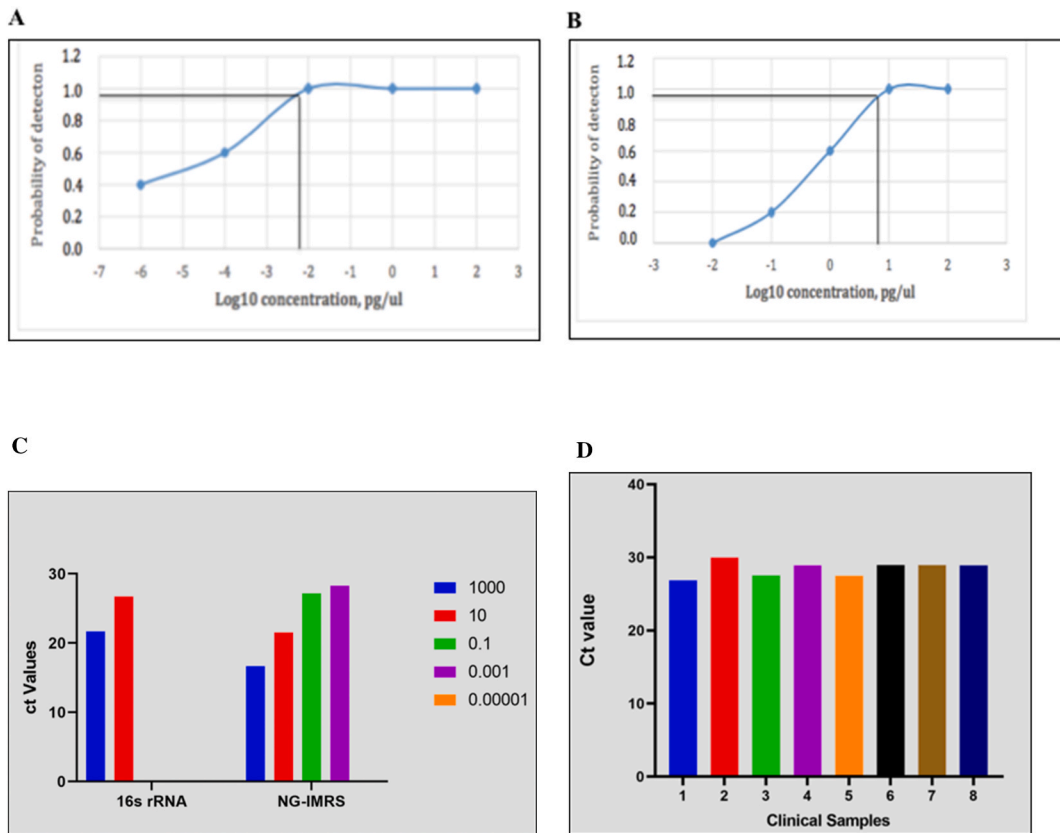 A
1.2
1.0
0.8
0.6
0.4
0.2
0.0
-7 -6 -5 -4 -3 -2 -1 0 1 2 3
Probability of detecton
Log10 concentration, pg/ul
B
1.2
1.0
0.8
0.6
0.4
0.2
0.0
-3 -2 -1 0 1 2 3
Probability of detecton
Log10 concentration, pg/ul
C
30
20
10
0
ct Values
16s rRNA NG-IMRS
1000
10
0.1
0.001
0.00001
D
40
30
20
10
0
Ct value
1 2 3 4 5 6 7 8
Clinical Samples